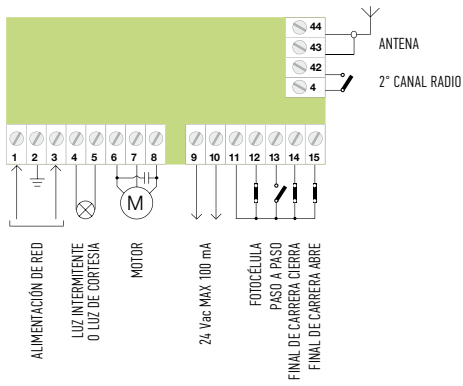 44
43
ANTENA
42
4
2° CANAL RADIO
1 2 3 4 5 6 7 8 9 10 11 12 13 14 15
M
ALIMENTACIÓN DE RED
LUZ INTERMITENTE
O LUZ DE CORTESIA
MOTOR
24 Vac MAX 100 mA
FOTOCÉLULA
PASO A PASO
FINAL DE CARRERA CIERRA
FINAL DE CARRERA ABRE